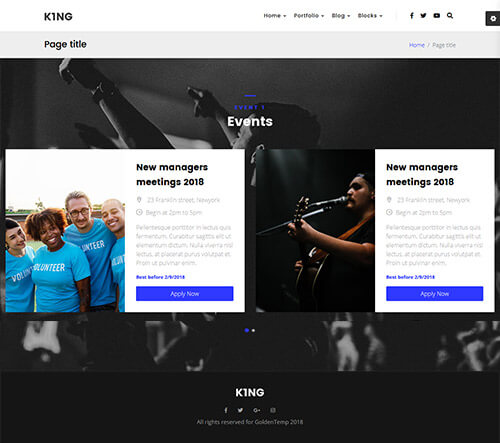 K1NG
Home Portfolio Blog Blocks
Page title
Home / Page title
EVENT 1
Events
New managers
meetings 2018
23 Franklin street, Newyork
Begin at 2pm to 5pm
Pellentesque porttitor in lectus quis
fermentum. Curabitur sagittis elit ut
elementum dictum. Nulla viverra nisl
lectus, at placerat purus volutpat et.
Proin ut pulvinar enim.
Best before 2/9/2018
Apply Now
VOLUNTEER
VOLUNTEER
New managers
meetings 2018
23 Franklin street, Newyork
Begin at 2pm to 5pm
Pellentesque porttitor in lectus quis
fermentum. Curabitur sagittis elit ut
elementum dictum. Nulla viverra nisl
lectus, at placerat purus volutpat et.
Proin ut pulvinar enim.
Best before 2/9/2018
Apply Now
K1NG
All rights reserved for GoldenTemp 2018